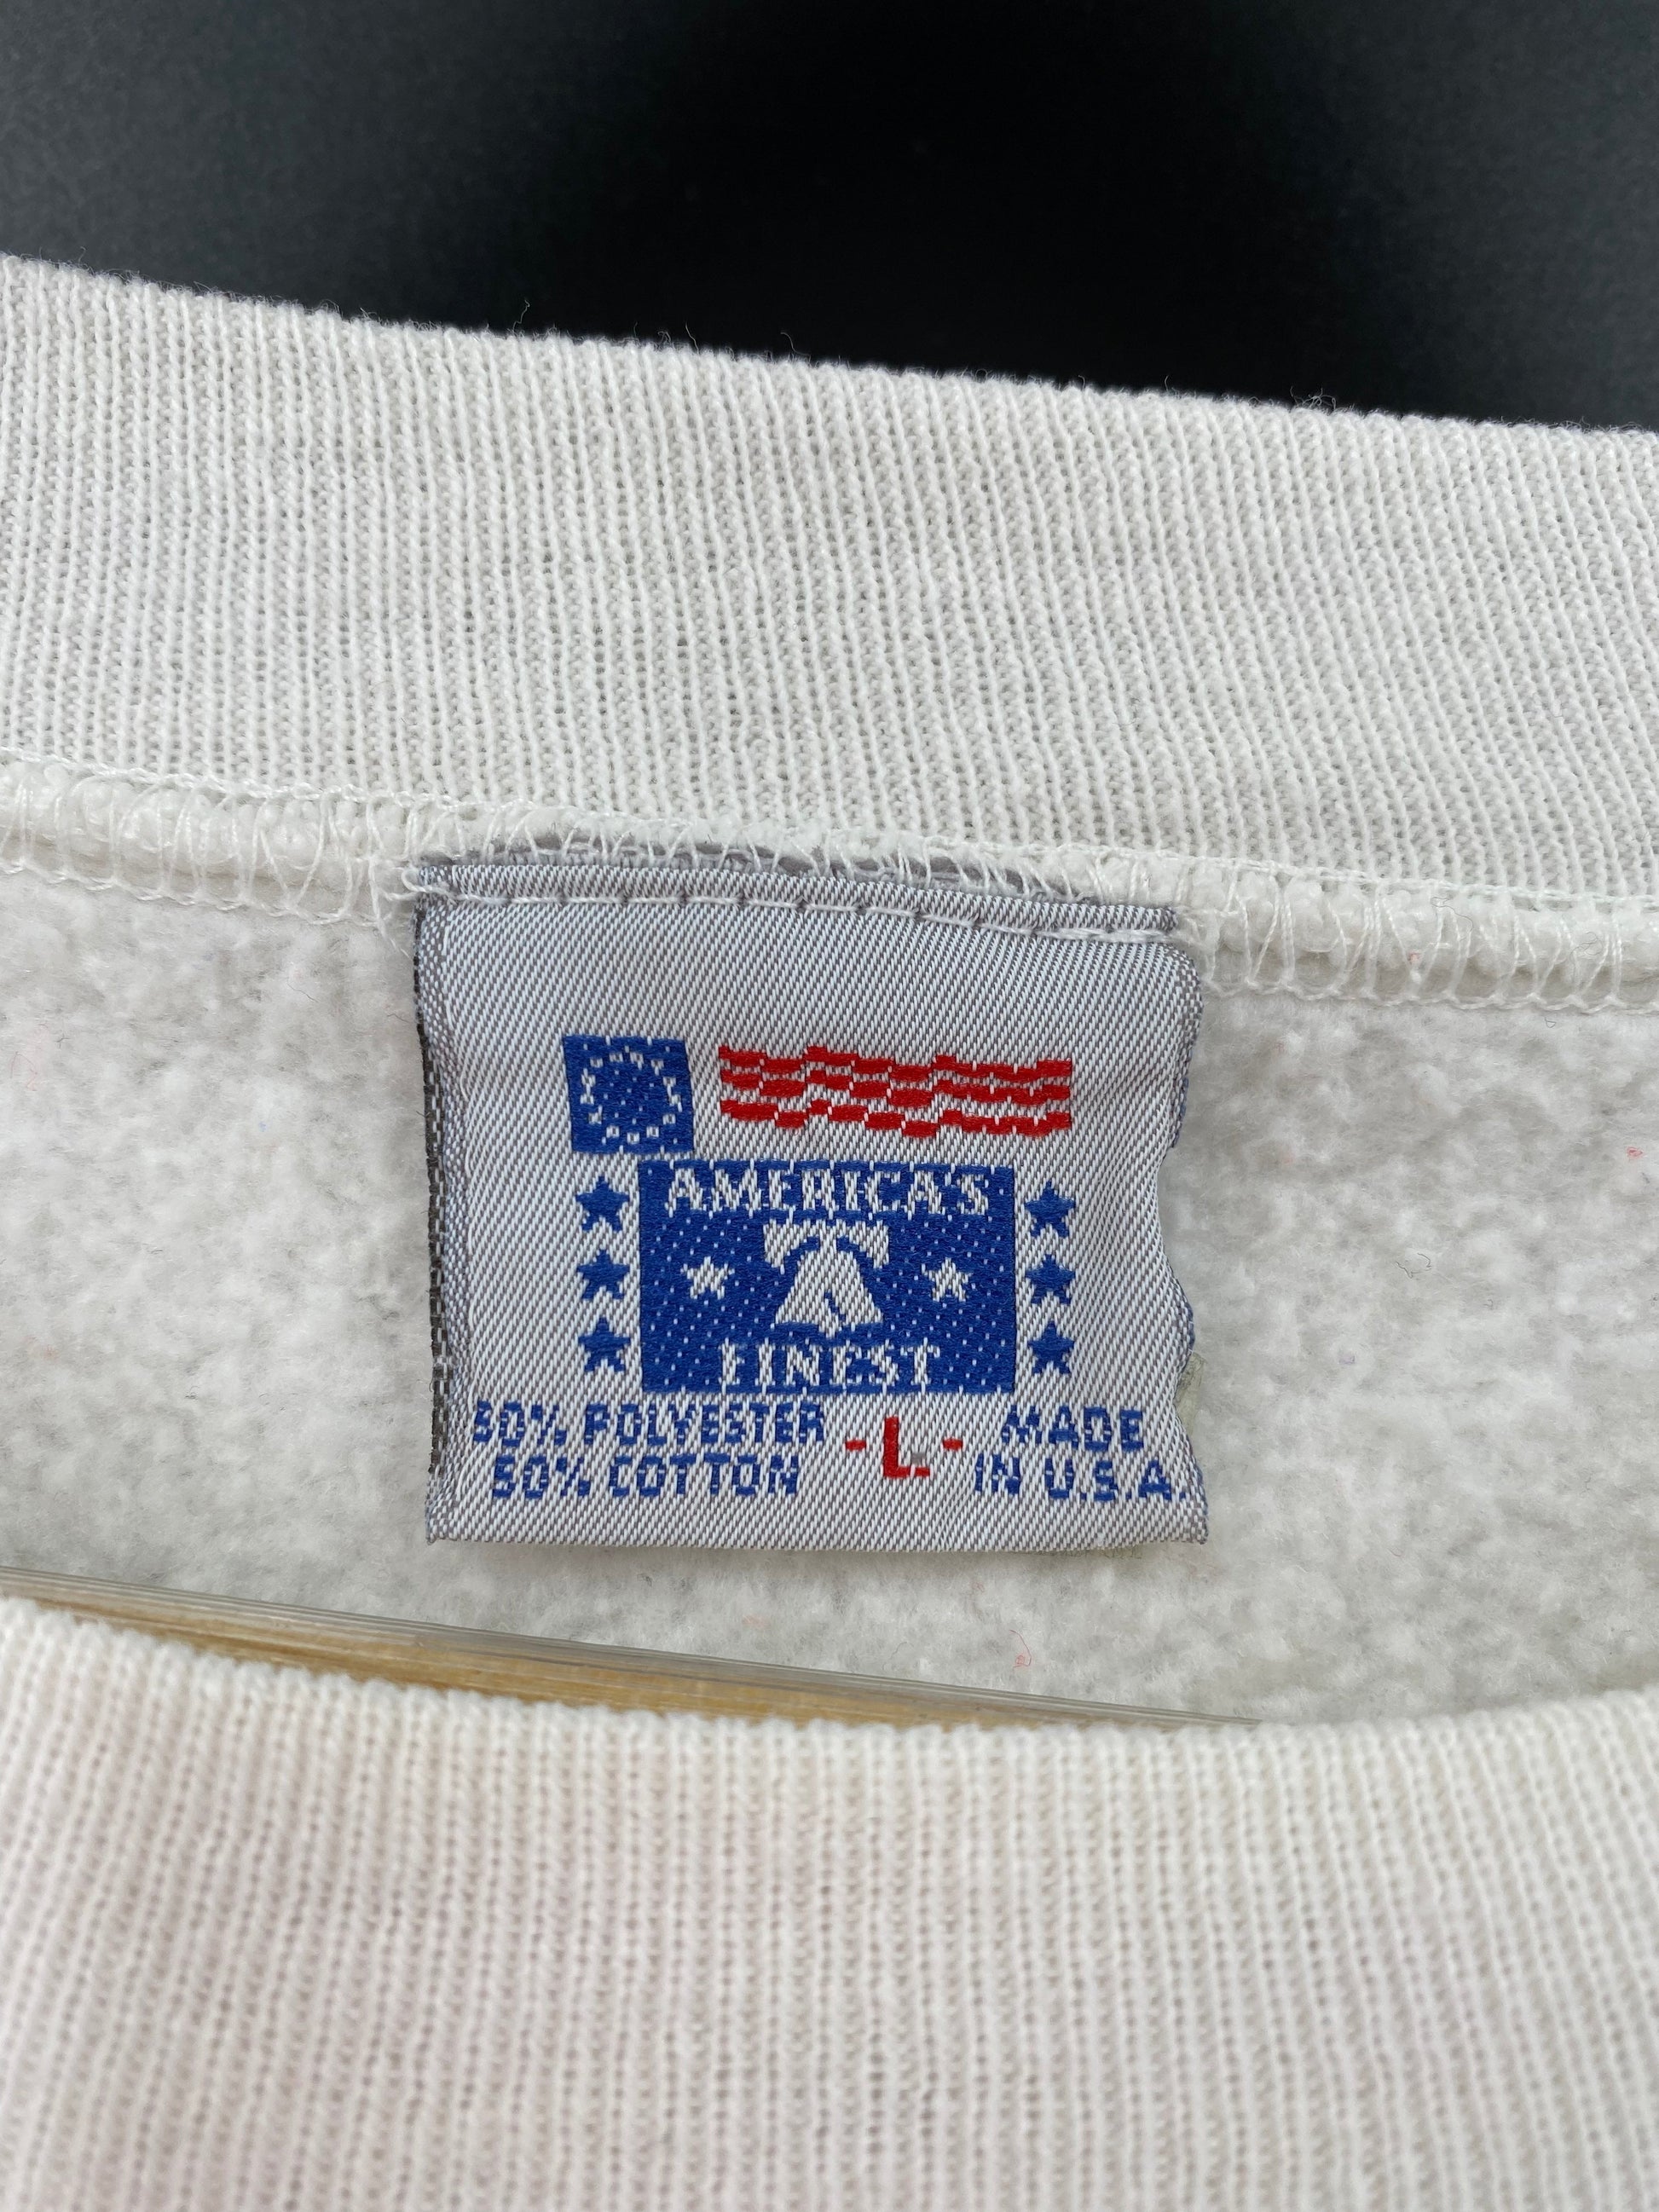 AMERICA'S
FINEST
50% POLYESTER
50% COTTON
-L-
MADE
IN U.S.A.